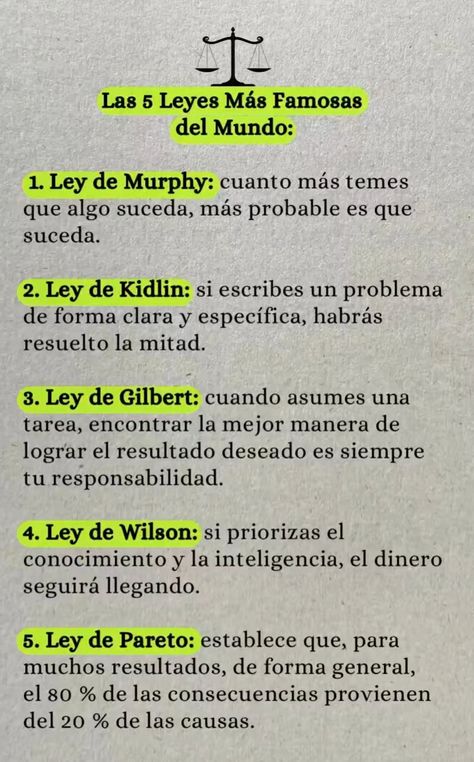 Las 5 Leyes Más Famosas
del Mundo:
1. Ley de Murphy: cuanto más temes
que algo suceda, más probable es que
suceda.
2. Ley de Kidlin: si escribes un problema
de forma clara y específica, habrás
resuelto la mitad.
3. Ley de Gilbert: cuando asumes una
tarea, encontrar la mejor manera de
lograr el resultado deseado es siempre
tu responsabilidad.
4. Ley de Wilson: si priorizas el
conocimiento y la inteligencia, el dinero
seguirá llegando.
5. Ley de Pareto: establece que, para
muchos resultados, de forma general,
el 80 % de las consecuencias provienen
del 20 % de las causas.